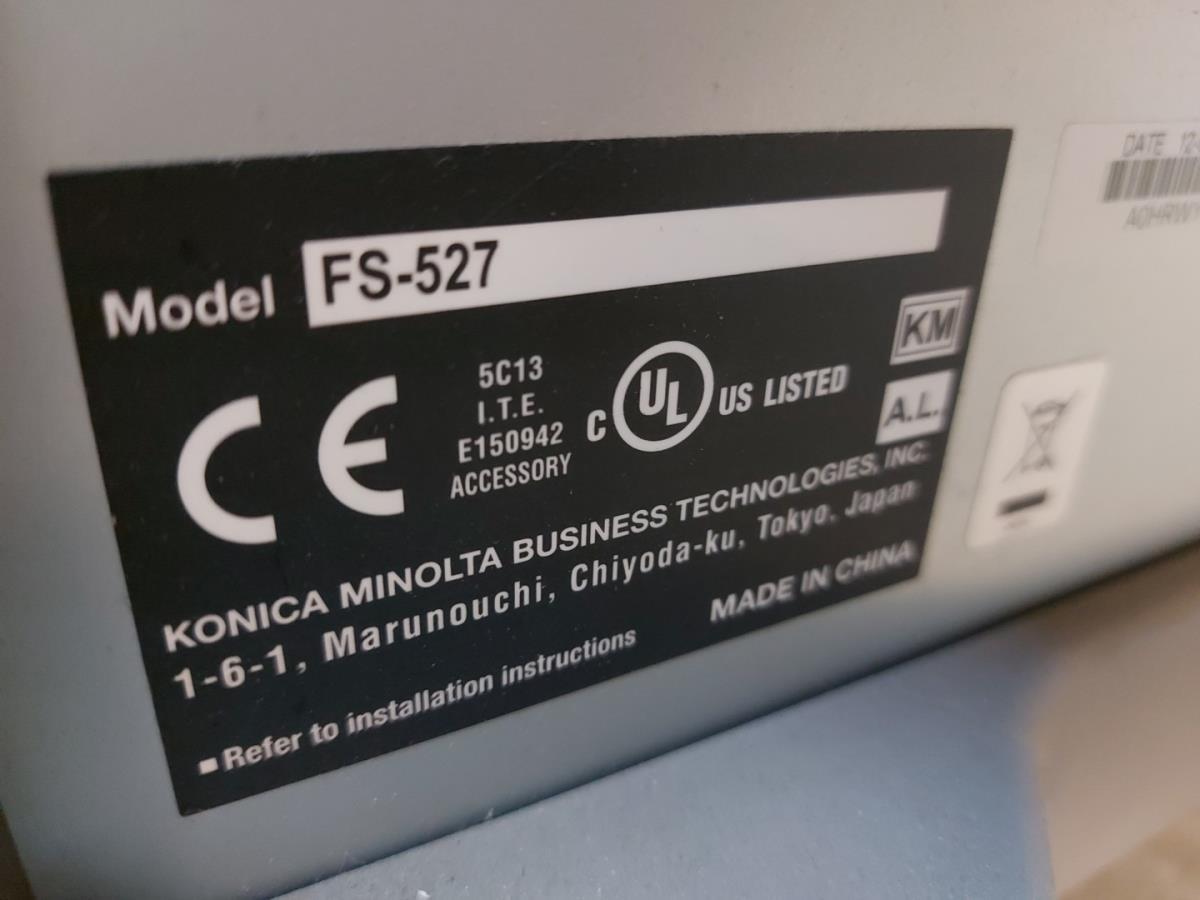 Model FS-527
CE
5C13
I.T.E.
E150942
ACCESSORY
C UL US LISTED
KM
A.L.
KONICA MINOLTA BUSINESS TECHNOLOGIES, INC.
1-6-1, Marunouchi, Chiyoda-ku, Tokyo, Japan
MADE IN CHINA
■Refer to installation instructions
DATE